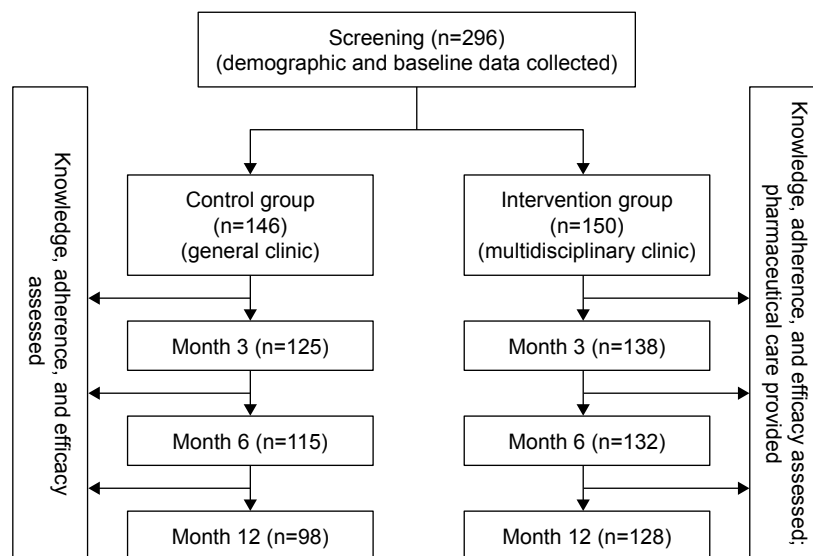 Screening (n=296)
(demographic and baseline data collected)
Knowledge, adherence, and efficacy
assessed
Control group
(n=146)
(general clinic)
Intervention group
(n=150)
(multidisciplinary clinic)
Knowledge, adherence, and efficacy assessed;
pharmaceutical care provided
Month 3 (n=125)
Month 3 (n=138)
Month 6 (n=115)
Month 6 (n=132)
Month 12 (n=98)
Month 12 (n=128)